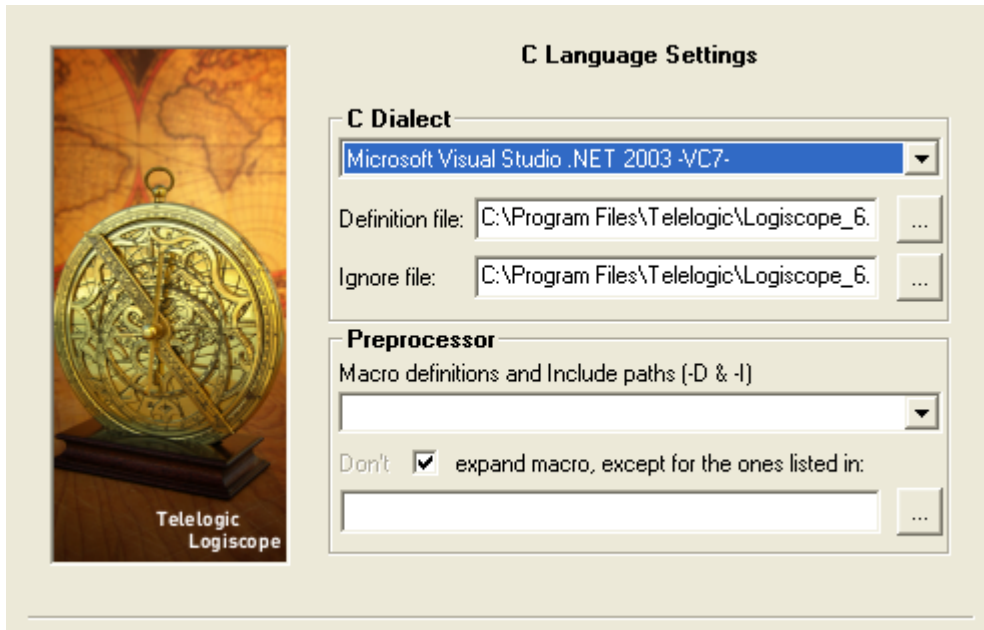 C Language Settings
C Dialect
Microsoft Visual Studio .NET 2003 -VC7-
Definition file: C:\Program Files\Telelogic\Logiscope_6. ...
Ignore file: C:\Program Files\Telelogic\Logiscope_6. ...
Preprocessor
Macro definitions and Include paths (-D & -I)
Don't expand macro, except for the ones listed in:
...
Telelogic
Logiscope